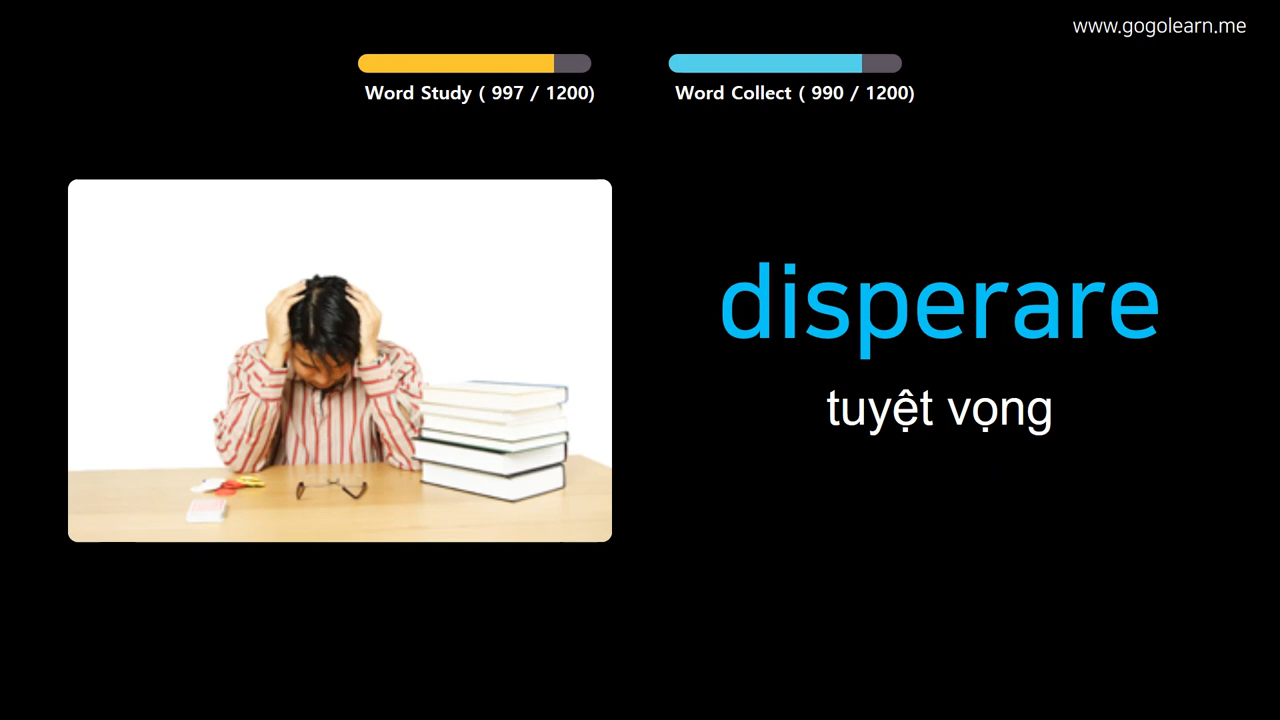 www.gogolearn.me
Word Study ( 997 / 1200)
Word Collect ( 990 / 1200)
disperare
tuyệt vọng